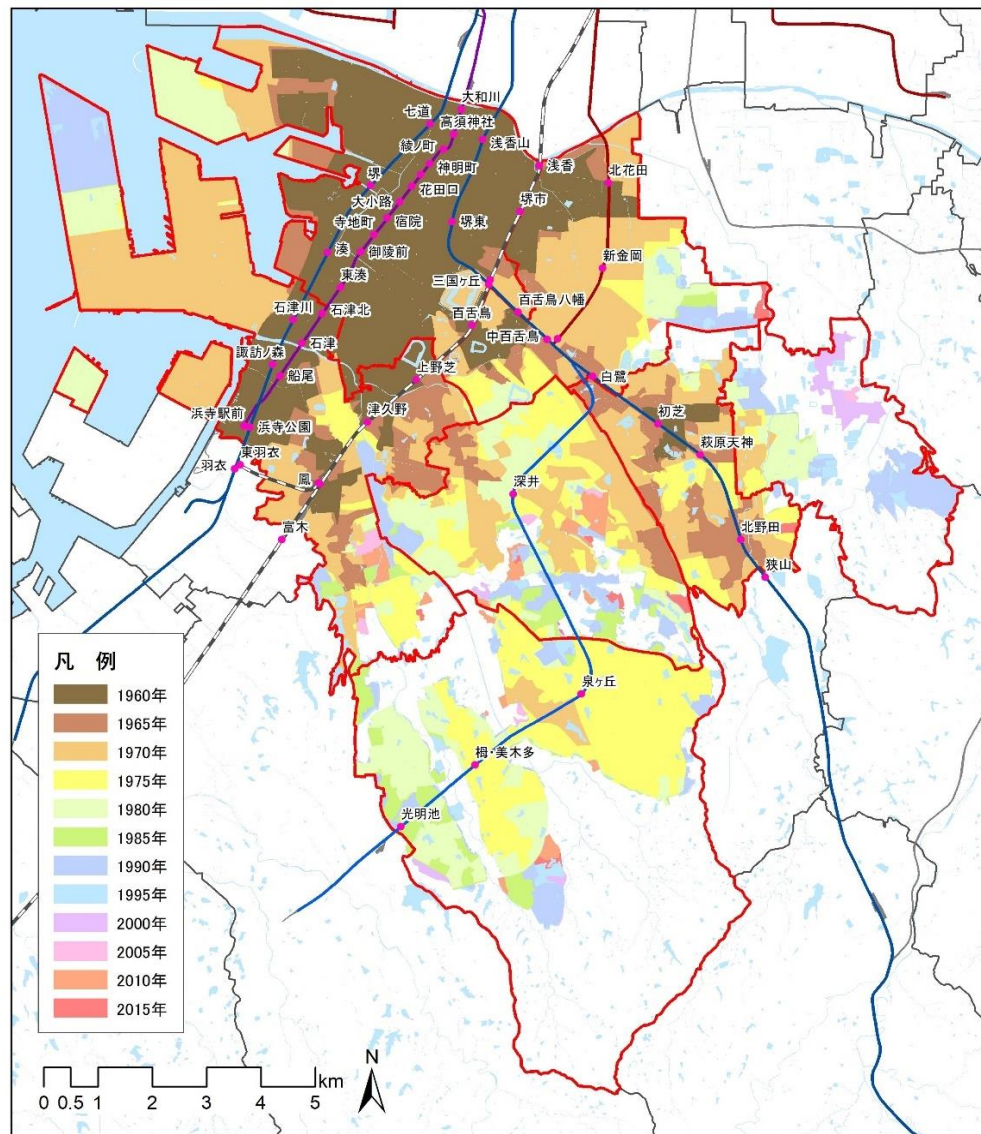 大和川
七道
高須神社
綾ノ町
浅香山
神明町
浅香
堺
花田口
北花田
大小路
宿院
堺市
寺地町
堺東
湊
御陵前
新金岡
三国ヶ丘
東湊
百舌鳥八幡
石津川
石津北
百舌鳥
中百舌鳥
石津
諏訪ノ森
船尾
上野芝
白鷺
浜寺駅前
津久野
初芝
浜寺公園
萩原天神
東羽衣
羽衣
鳳
深井
富木
北野田
狭山
泉ヶ丘
栂・美木多
光明池
凡 例
1960年
1965年
1970年
1975年
1980年
1985年
1990年
1995年
2000年
2005年
2010年
2015年
N
km
0 0.5 1 2 3 4 5